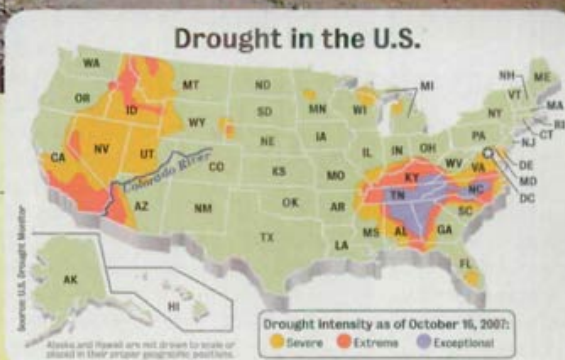 Drought in the U.S.
WA
OR
ID
MT
ND
MN
WI
MI
NH
ME
VT
MA
RI
CT
NY
NJ
PA
WY
SD
IA
NE
CA
NV
UT
CO
KS
MO
IL
IN
OH
WV
VA
DE
MD
DC
KY
TN
NC
SC
Colorado River
AZ
NM
OK
AR
TX
LA
MS
AL
GA
FL
AK
HI
Source: U.S. Drought Monitor
Alaska and Hawaii are not drawn to scale or
placed in their proper geographic positions.
Drought Intensity as of October 16, 2007:
Severe Extreme Exceptional